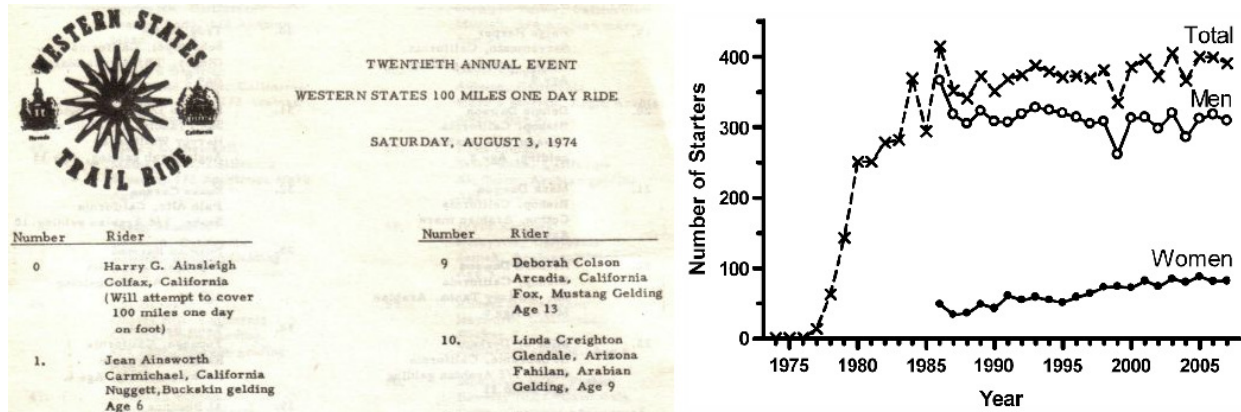 WESTERN STATES
TRAIL RIDE
Nevada
California
TWENTIETH ANNUAL EVENT
WESTERN STATES 100 MILES ONE DAY RIDE
SATURDAY, AUGUST 3, 1974
Number Rider
0 Harry G. Ainsleigh
Colfax, California
(Will attempt to cover
100 miles one day
on foot)
1. Jean Ainsworth
Carmichael, California
Nuggett, Buckskin gelding
Age 6
Number Rider
9 Deborah Colson
Arcadia, California
Fox, Mustang Gelding
Age 13
10. Linda Creighton
Glendale, Arizona
Fahilan, Arabian
Gelding, Age 9
Number of Starters
400
300
200
100
0
Total
Men
Women
1975 1980 1985 1990 1995 2000 2005
Year